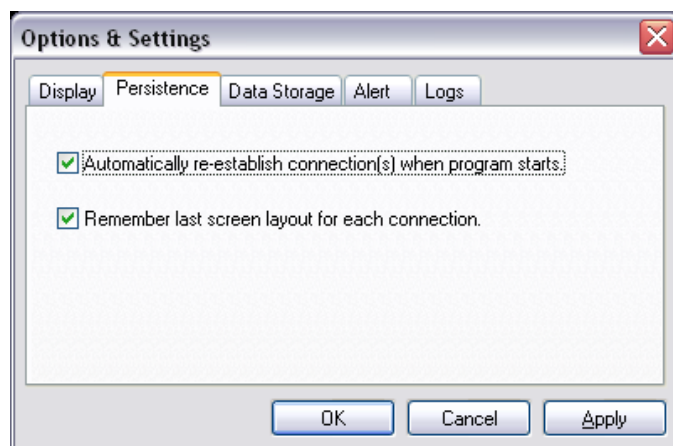 Options & Settings
Display Persistence Data Storage Alert Logs
Automatically re-establish connection(s) when program starts.
Remember last screen layout for each connection.
OK Cancel Apply